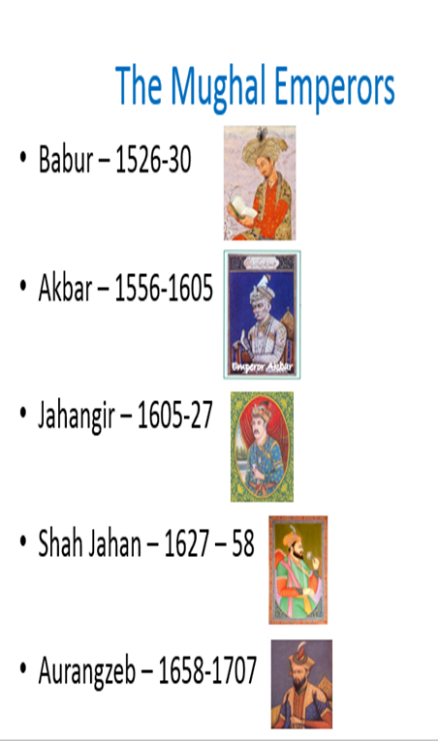 The Mughal Emperors
• Babur – 1526-30
• Akbar – 1556-1605
Emperor Akbar
• Jahangir – 1605-27
• Shah Jahan – 1627 – 58
• Aurangzeb – 1658-1707